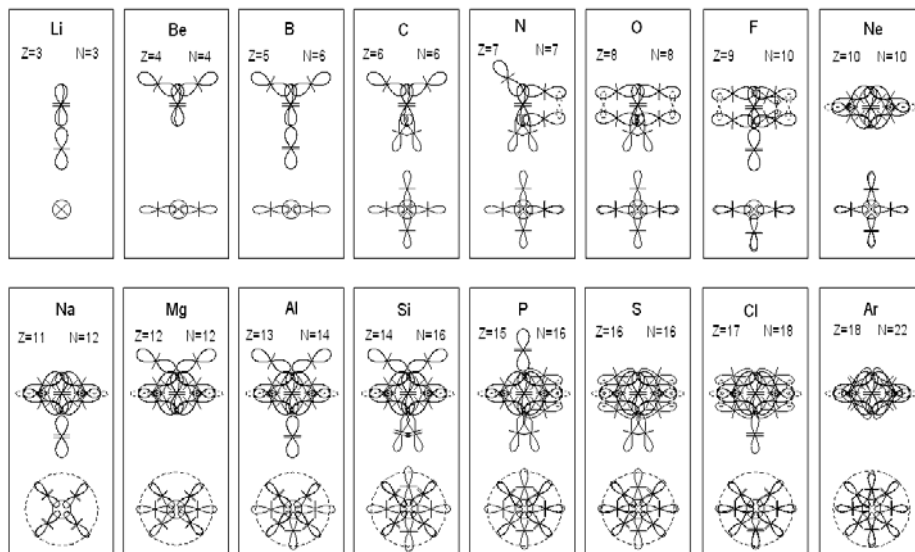 Li
Z=3 N=3
Be
Z=4 N=4
B
Z=5 N=6
C
Z=6 N=6
N
Z=7 N=7
O
Z=8 N=8
F
Z=9 N=10
Ne
Z=10 N=10
Na
Z=11 N=12
Mg
Z=12 N=12
Al
Z=13 N=14
Si
Z=14 N=16
P
Z=15 N=16
S
Z=16 N=16
Cl
Z=17 N=18
Ar
Z=18 N=22